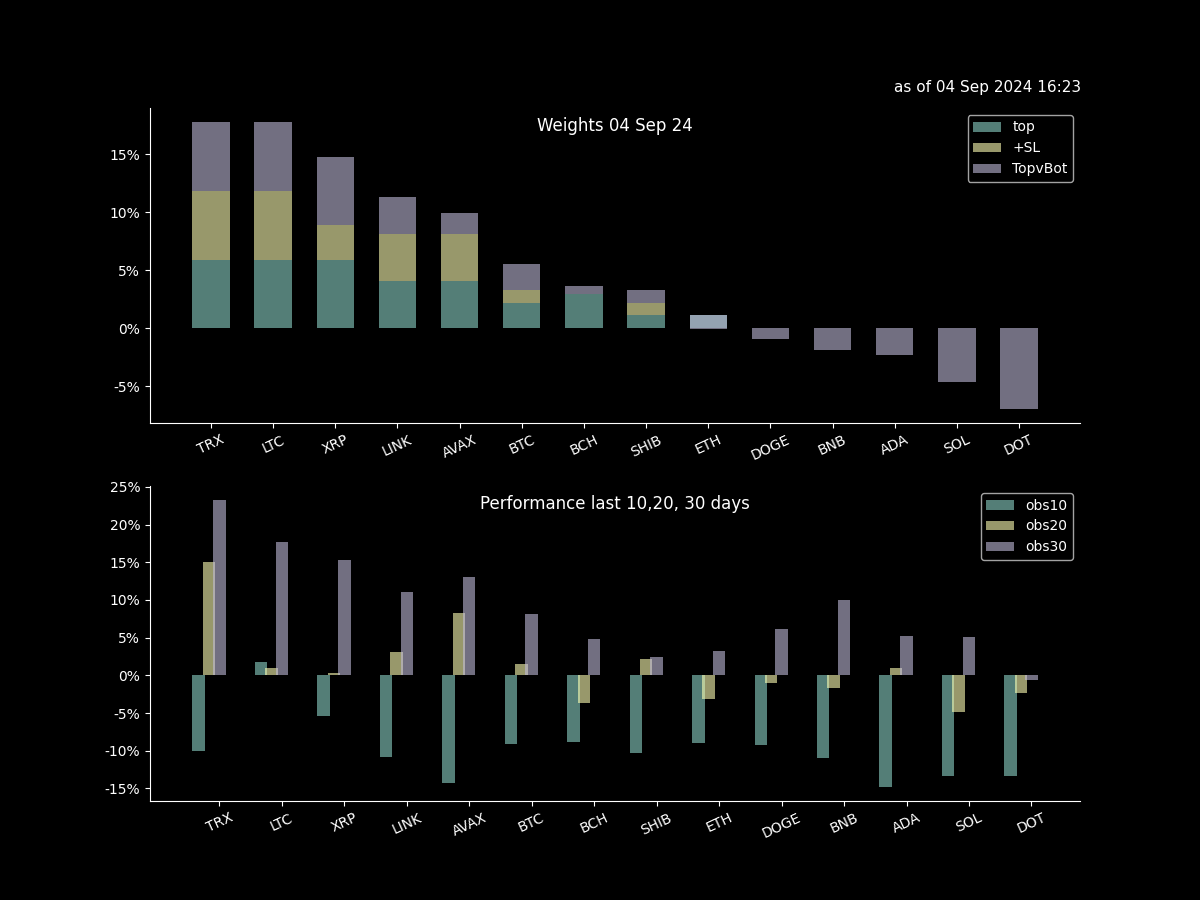 as of 04 Sep 2024 16:23
Weights 04 Sep 24
top
+SL
TopvBot
15%
10%
5%
0%
-5%
TRX LTC XRP LINK AVAX BTC BCH SHIB ETH DOGE BNB ADA SOL DOT
Performance last 10,20, 30 days
obs10
obs20
obs30
25%
20%
15%
10%
5%
0%
-5%
-10%
-15%
TRX LTC XRP LINK AVAX BTC BCH SHIB ETH DOGE BNB ADA SOL DOT